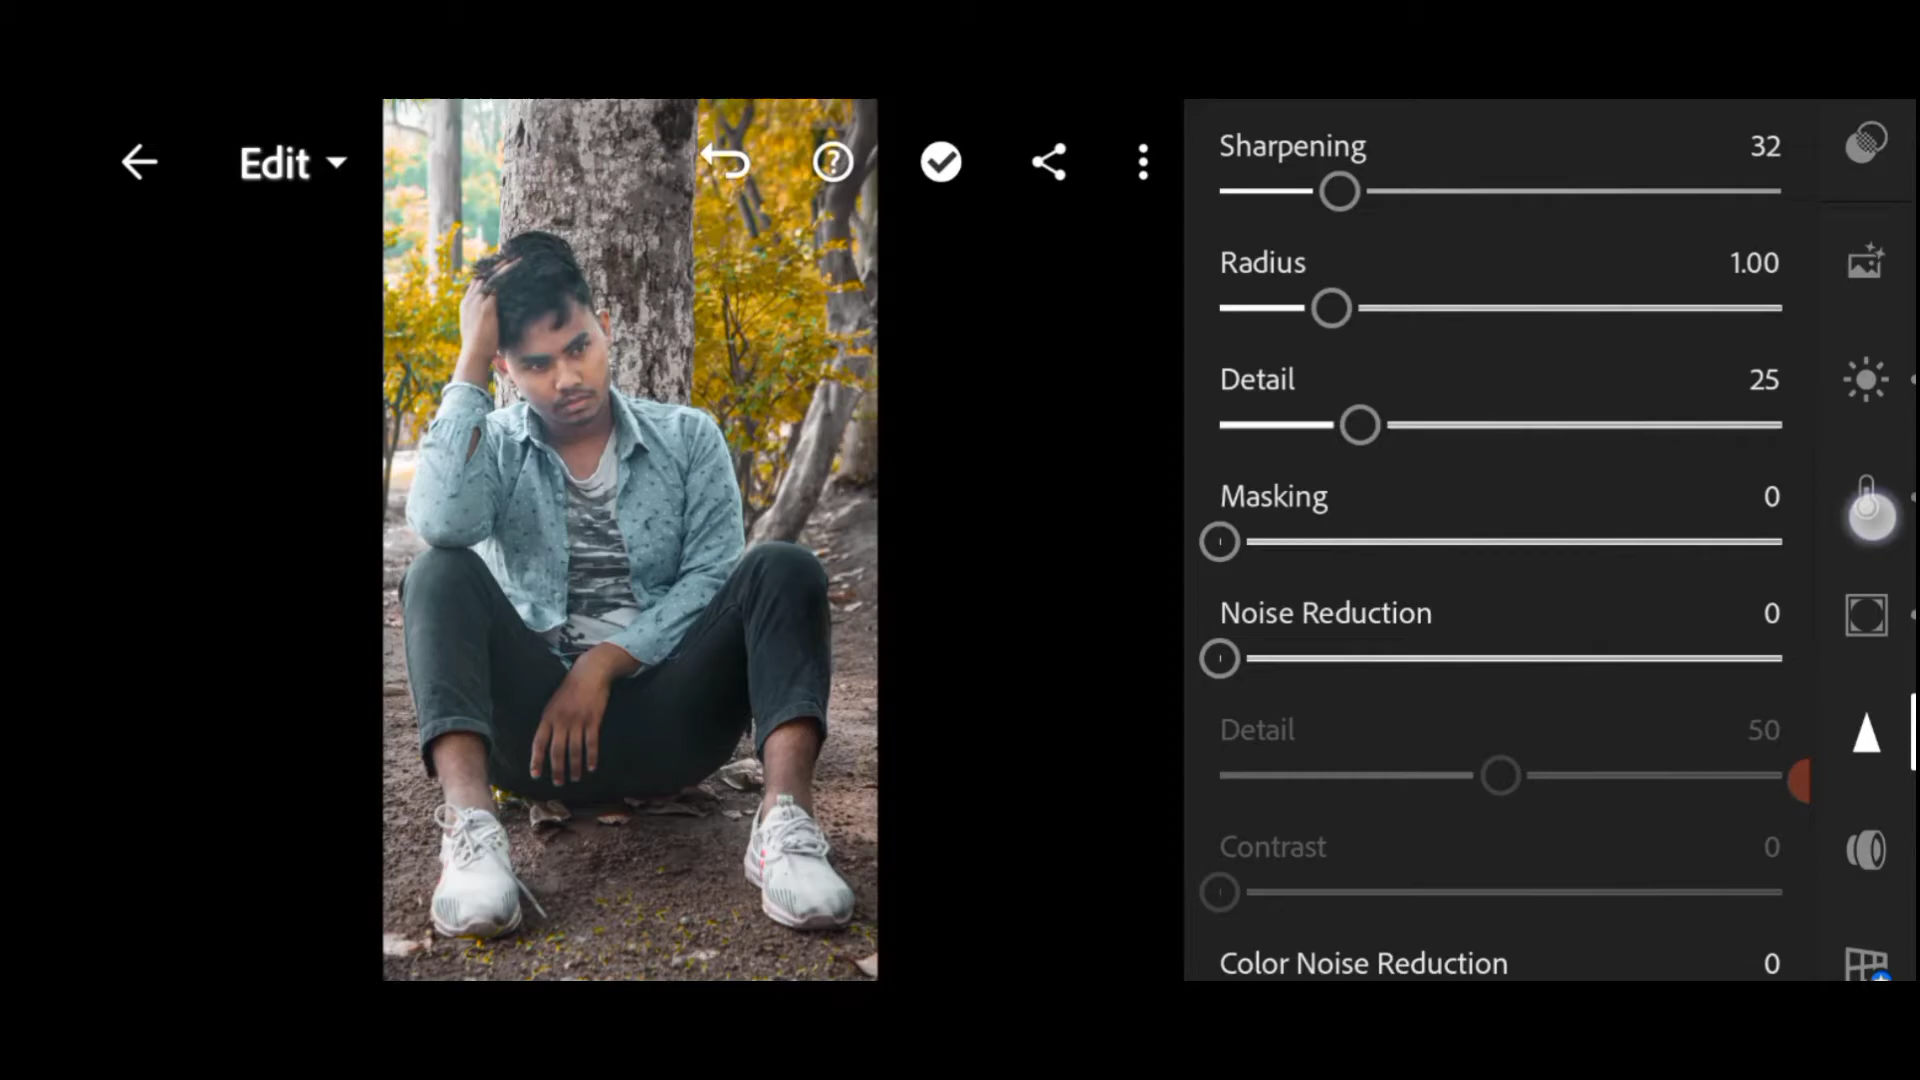 Edit
Sharpening 32
Radius 1.00
Detail 25
Masking 0
Noise Reduction 0
Detail 50
Contrast 0
Color Noise Reduction 0